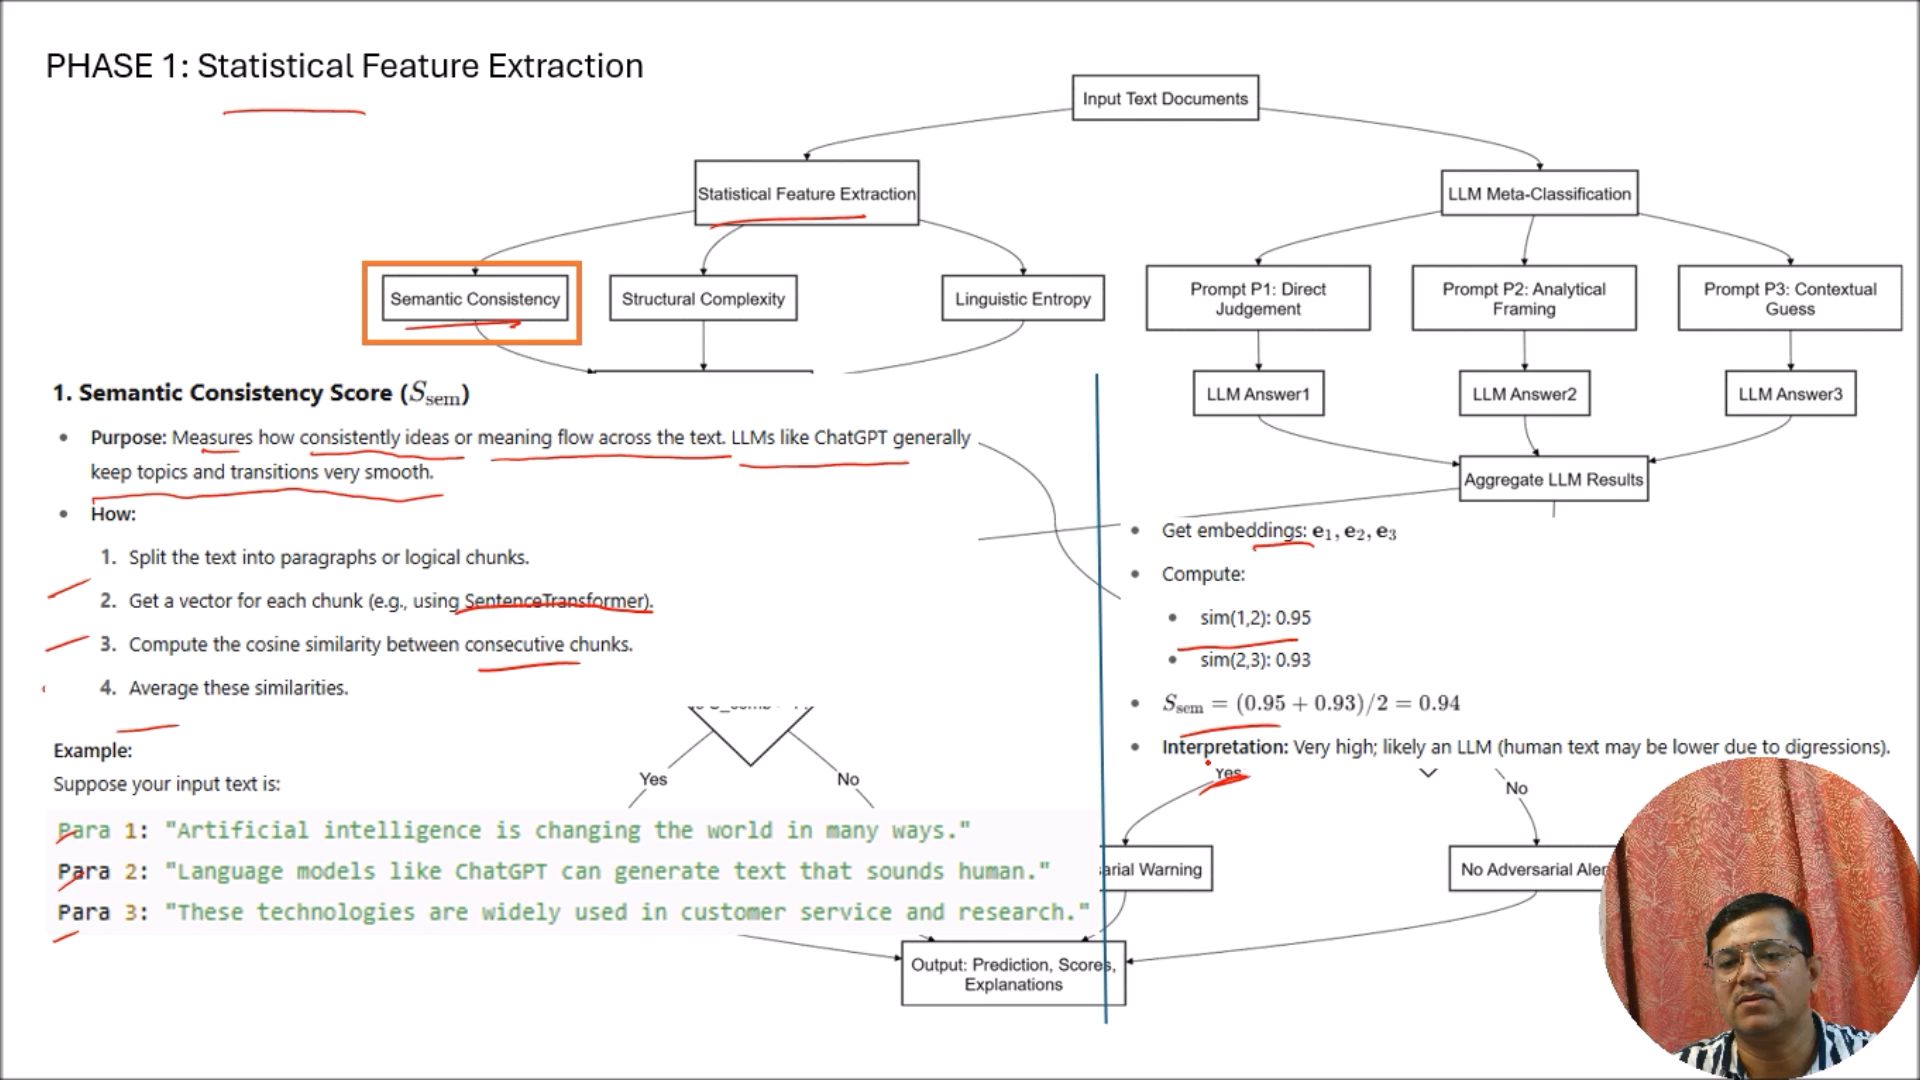 PHASE 1: Statistical Feature Extraction
Input Text Documents
Statistical Feature Extraction
LLM Meta-Classification
Semantic Consistency
Structural Complexity
Linguistic Entropy
Prompt P1: Direct
Judgement
Prompt P2: Analytical
Framing
Prompt P3: Contextual
Guess
LLM Answer1
LLM Answer2
LLM Answer3
Aggregate LLM Results
1. Semantic Consistency Score (S_sem)
• Purpose: Measures how consistently ideas or meaning flow across the text. LLMs like ChatGPT generally
keep topics and transitions very smooth.
• How:
1. Split the text into paragraphs or logical chunks.
2. Get a vector for each chunk (e.g., using SentenceTransformer).
3. Compute the cosine similarity between consecutive chunks.
4. Average these similarities.
Example:
Suppose your input text is:
Para 1: "Artificial intelligence is changing the world in many ways."
Para 2: "Language models like ChatGPT can generate text that sounds human."
Para 3: "These technologies are widely used in customer service and research."
Yes
No
• Get embeddings: e₁, e₂, e₃
• Compute:
• sim(1,2): 0.95
• sim(2,3): 0.93
• S_sem = (0.95 + 0.93)/2 = 0.94
• Interpretation: Very high; likely an LLM (human text may be lower due to digressions).
Yes
No
arial Warning
No Adversarial Aler
Output: Prediction, Scores,
Explanations